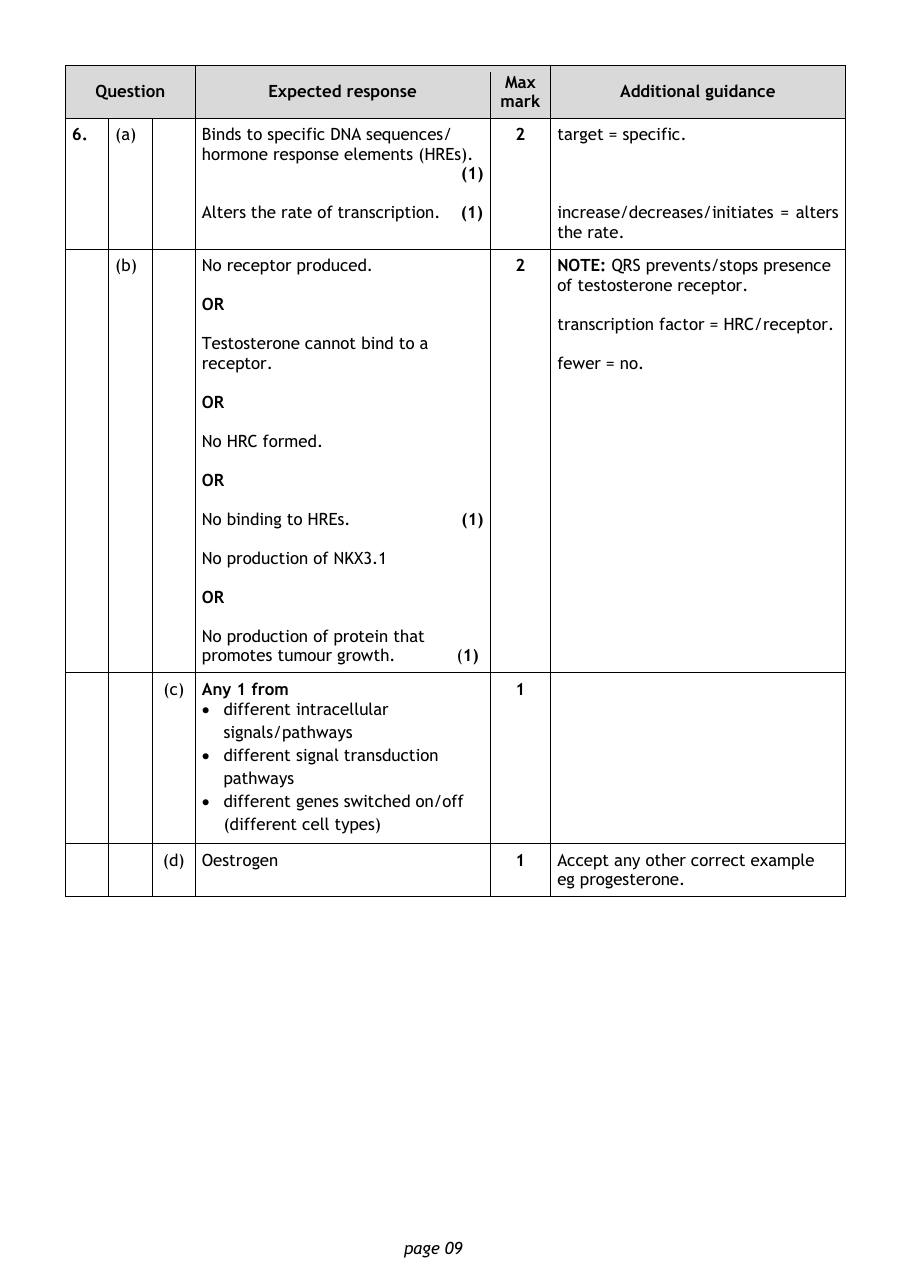 Question Expected response Max mark Additional guidance
6. (a) Binds to specific DNA sequences/ 2 target = specific.
hormone response elements (HREs).
(1)
Alters the rate of transcription. (1) increase/decreases/initiates = alters
the rate.
(b) No receptor produced. 2 NOTE: QRS prevents/stops presence
of testosterone receptor.
OR
transcription factor = HRC/receptor.
Testosterone cannot bind to a
receptor.
fewer = no.
OR
No HRC formed.
OR
No binding to HREs. (1)
No production of NKX3.1
OR
No production of protein that
promotes tumour growth. (1)
(c) Any 1 from 1
• different intracellular
signals/pathways
• different signal transduction
pathways
• different genes switched on/off
(different cell types)
(d) Oestrogen 1 Accept any other correct example
eg progesterone.
page 09